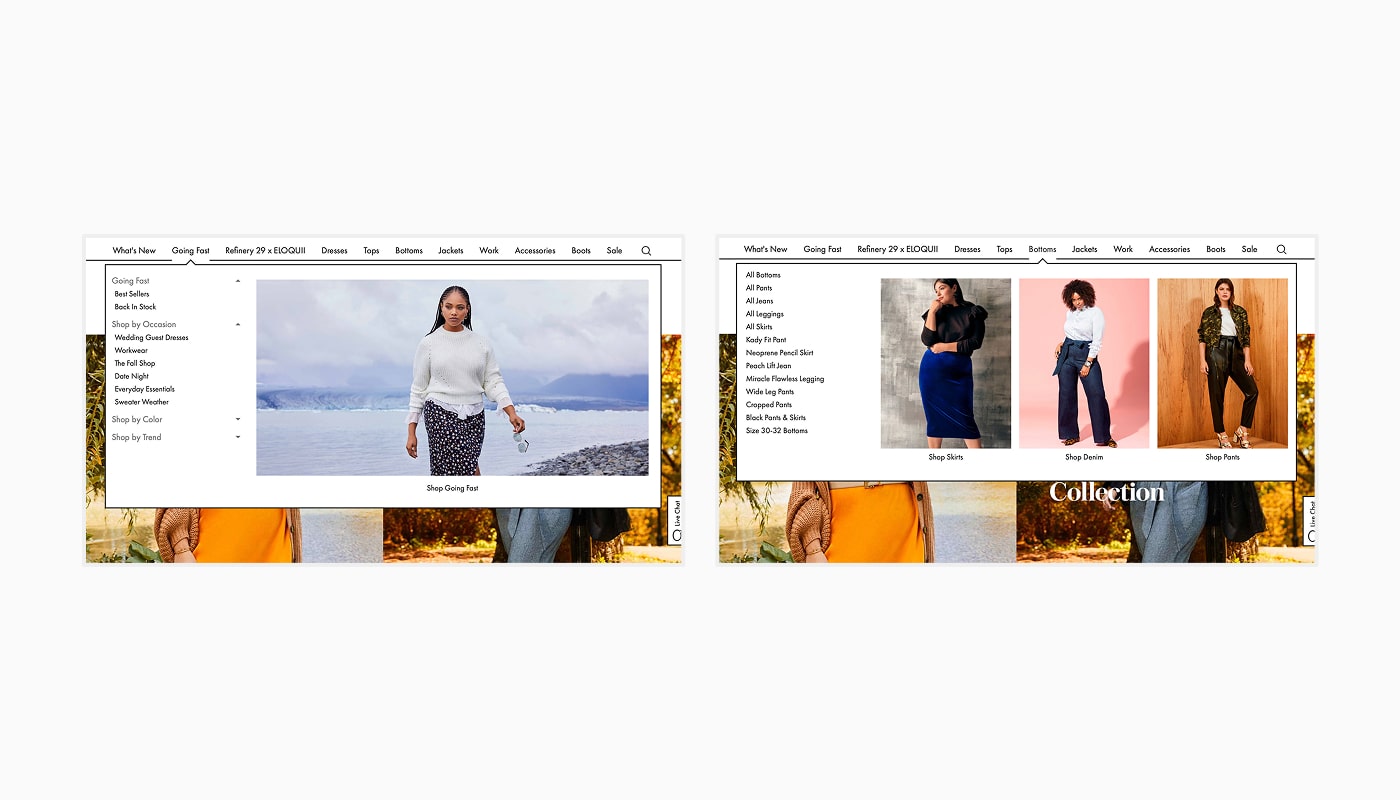 What's New Going Fast Refinery 29 x ELOQUII Dresses Tops Bottoms Jackets Work Accessories Boots Sale
Going Fast
Best Sellers
Back In Stock
Shop by Occasion
Wedding Guest Dresses
Workwear
The Fall Shop
Date Night
Everyday Essentials
Sweater Weather
Shop by Color
Shop by Trend
Shop Going Fast
Live Chat
What's New Going Fast Refinery 29 x ELOQUII Dresses Tops Bottoms Jackets Work Accessories Boots Sale
All Bottoms
All Pants
All Jeans
All Leggings
All Skirts
Kady Fit Pant
Neoprene Pencil Skirt
Peach Lift Jean
Miracle Flawless Legging
Wide Leg Pants
Cropped Pants
Black Pants & Skirts
Size 30-32 Bottoms
Shop Skirts Shop Denim Shop Pants
Collection
Live Chat